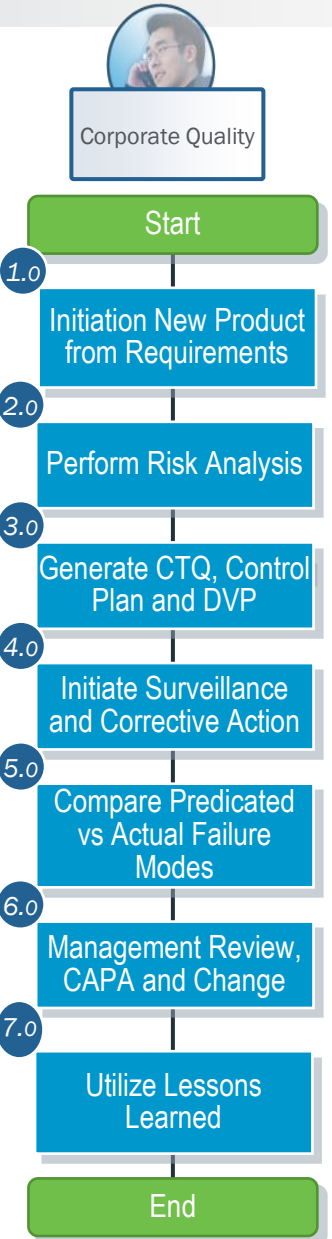 Corporate Quality
Start
1.0
Initiation New Product
from Requirements
2.0
Perform Risk Analysis
3.0
Generate CTQ, Control
Plan and DVP
4.0
Initiate Surveillance
and Corrective Action
5.0
Compare Predicated
vs Actual Failure
Modes
6.0
Management Review,
CAPA and Change
7.0
Utilize Lessons
Learned
End